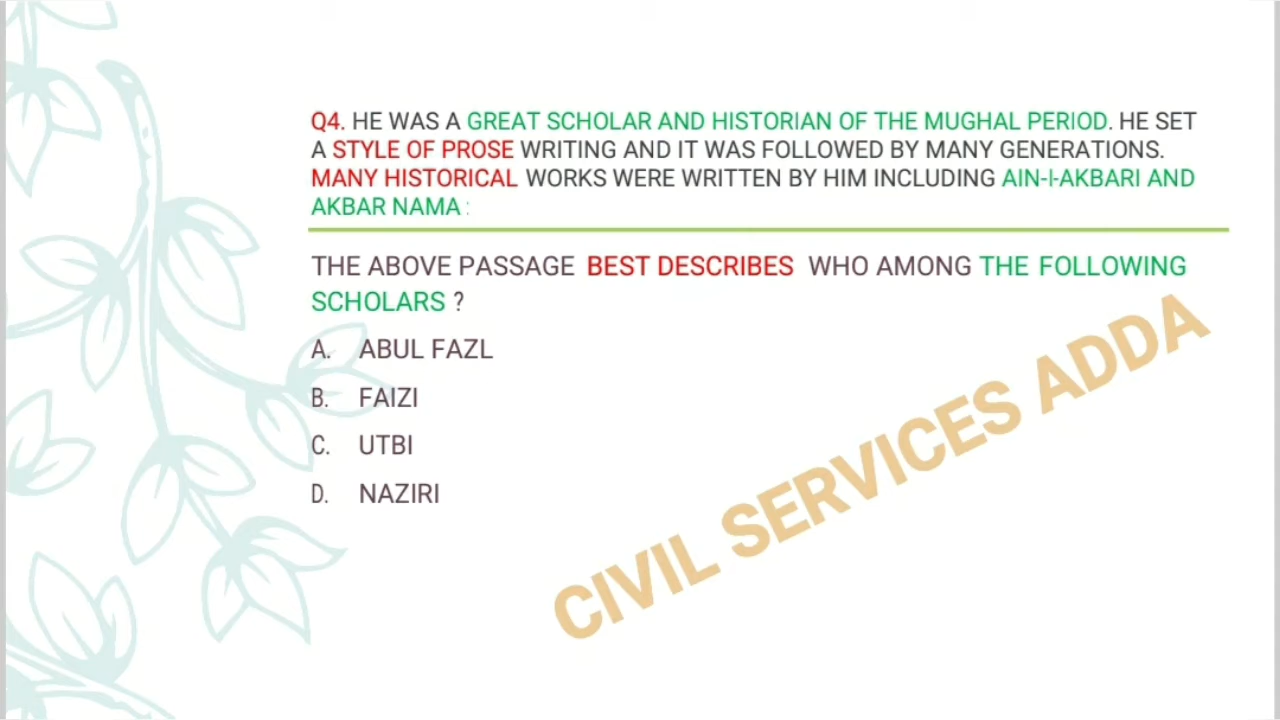 Q4. HE WAS A GREAT SCHOLAR AND HISTORIAN OF THE MUGHAL PERIOD. HE SET
A STYLE OF PROSE WRITING AND IT WAS FOLLOWED BY MANY GENERATIONS.
MANY HISTORICAL WORKS WERE WRITTEN BY HIM INCLUDING AIN-I-AKBARI AND
AKBAR NAMA :
THE ABOVE PASSAGE BEST DESCRIBES WHO AMONG THE FOLLOWING
SCHOLARS ?
A. ABUL FAZL
B. FAIZI
C. UTBI
D. NAZIRI
CIVIL SERVICES ADDA